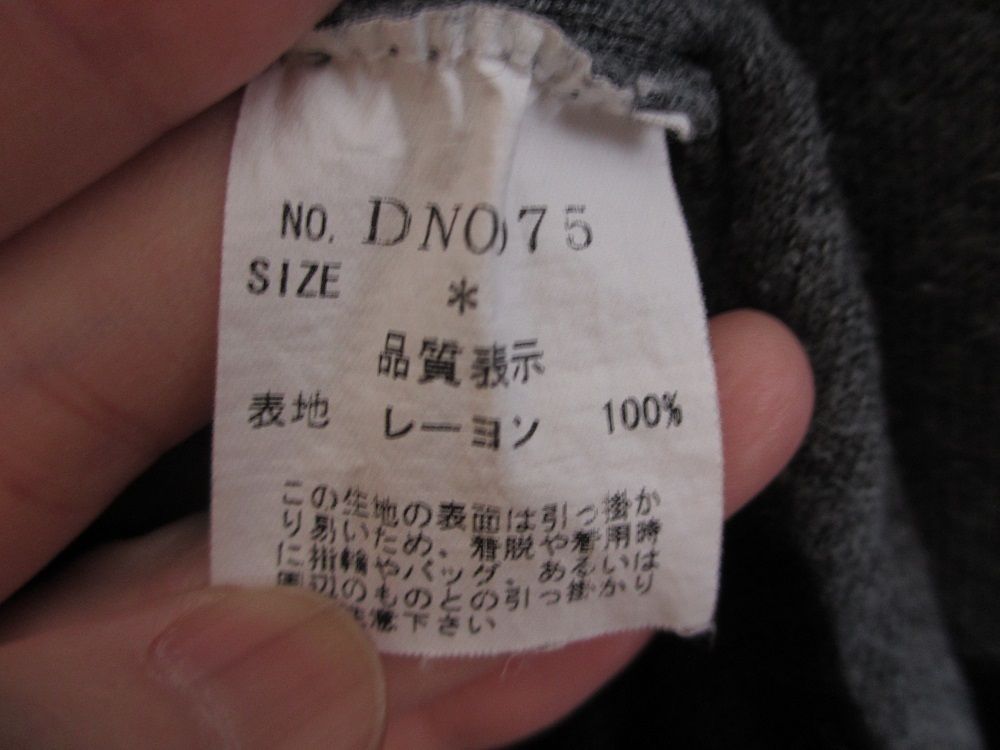 NO. DNO)75
SIZE *
品質表示
表地 レーヨン 100%
この生地の表面は引っ掛か
り易いため、着脱や着用時
に指輪やバッグ、あるいは
周辺のものとの引っ掛かり
注意下さい